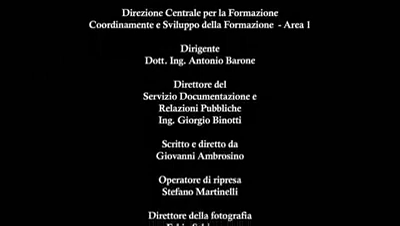 Direzione Centrale per la Formazione
Coordinamente e Sviluppo della Formazione - Area 1
Dirigente
Dott. Ing. Antonio Barone
Direttore del
Servizio Documentazione e
Relazioni Pubbliche
Ing. Giorgio Binotti
Scritto e diretto da
Giovanni Ambrosino
Operatore di ripresa
Stefano Martinelli
Direttore della fotografia